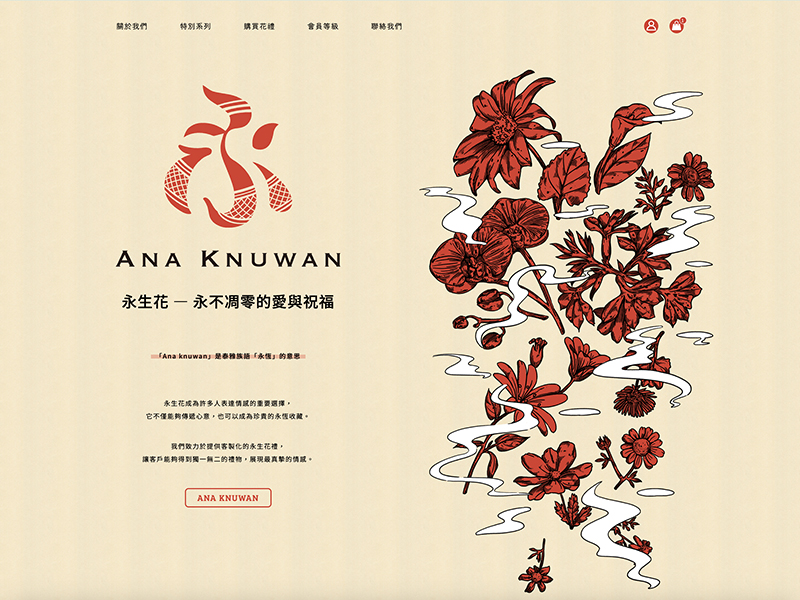 關於我們
特別系列
購買花禮
會員等級
聯絡我們
ANA KNUWAN
永生花 — 永不凋零的愛與祝福
「Ana knuwan」是泰雅族語「永恆」的意思
永生花成為許多人表達情感的重要選擇，
它不僅能夠傳遞心意，也可以成為珍貴的永恆收藏。
我們致力於提供客製化的永生花禮，
讓客戶能夠得到獨一無二的禮物，展現最真摯的情感。
ANA KNUWAN